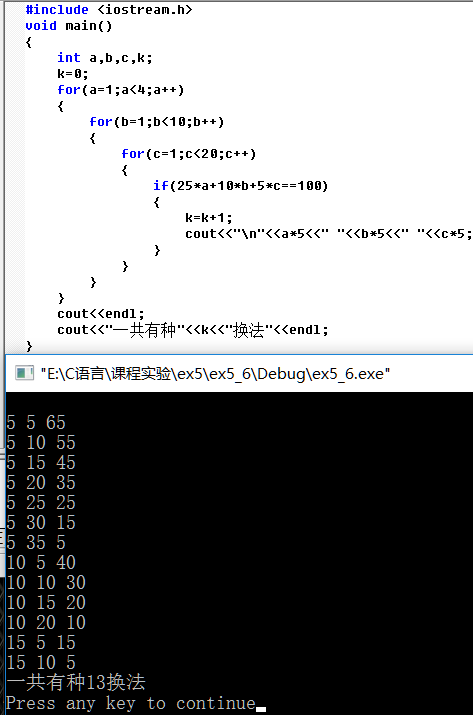 #include <iostream.h>
void main()
{
    int a,b,c,k;
    k=0;
    for(a=1;a<4;a++)
    {
        for(b=1;b<10;b++)
        {
            for(c=1;c<20;c++)
            {
                if(25*a+10*b+5*c==100)
                {
                    k=k+1;
                    cout<<"\n"<<a*5<<" "<<b*5<<" "<<c*5;
                }
            }
        }
    }
    cout<<endl;
    cout<<"一共有种"<<k<<"换法"<<endl;
}
"E:\C语言\课程实验\ex5\ex5_6\Debug\ex5_6.exe"
5 5 65
5 10 55
5 15 45
5 20 35
5 25 25
5 30 15
5 35 5
10 5 40
10 10 30
10 15 20
10 20 10
15 5 15
15 10 5
一共有种13换法
Press any key to continue